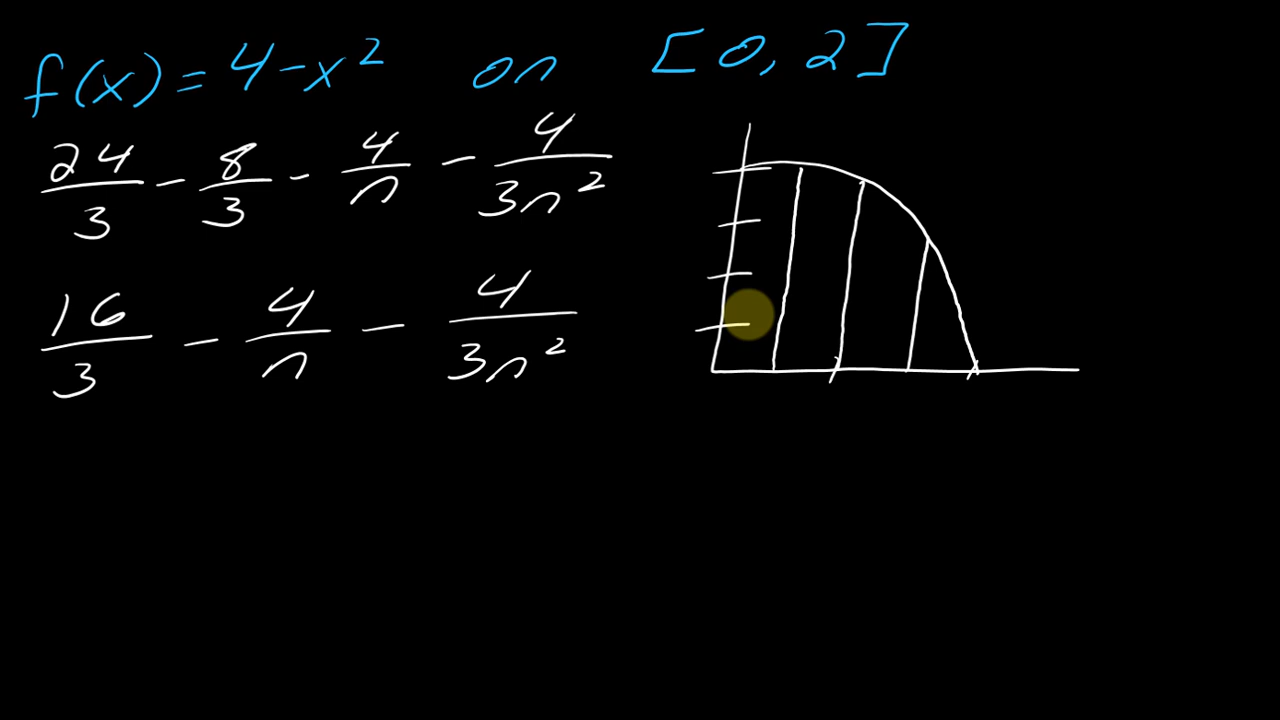 f(x) = 4 - x² on [0, 2]
24/3 - 8/3 - 4/n - 4/3n²
16/3 - 4/n - 4/3n²